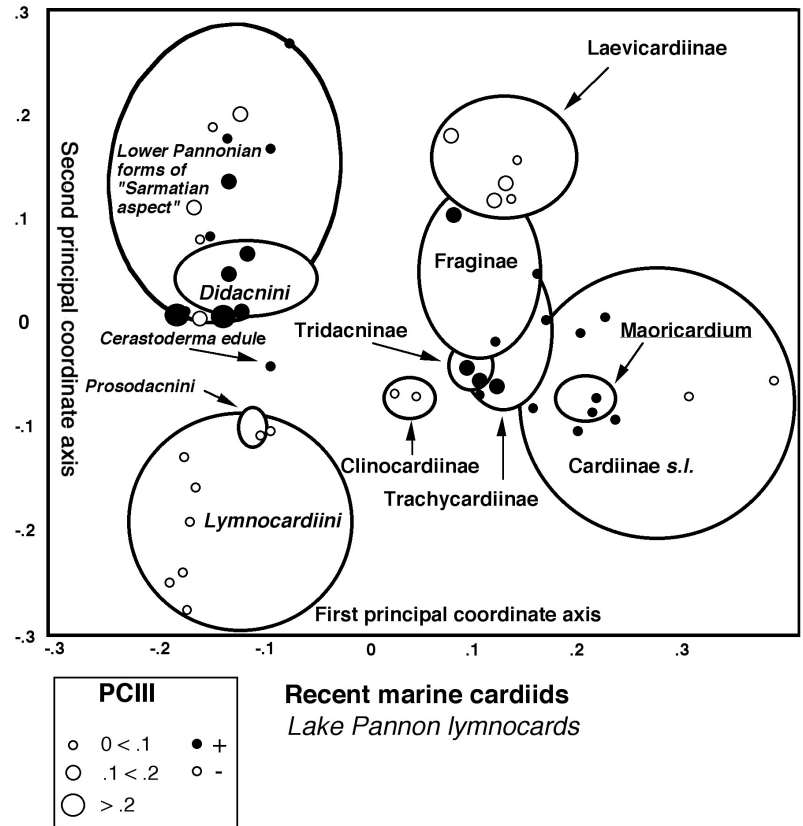 .3
.2
.1
0
-.1
-.2
-.3
Second principal coordinate axis
Laevicardiinae
Lower Pannonian
forms of
"Sarmatian
aspect"
Fraginae
Didacnini
Cerastoderma edule
Tridacninae
Maoricardium
Prosodacnini
Clinocardiinae
Cardiinae s.l.
Trachycardiinae
Lymnocardiini
First principal coordinate axis
-.3 -.2 -.1 0 .1 .2 .3
PCIII
0 < .1 +
.1 < .2 -
> .2
Recent marine cardiids
Lake Pannon lymnocards